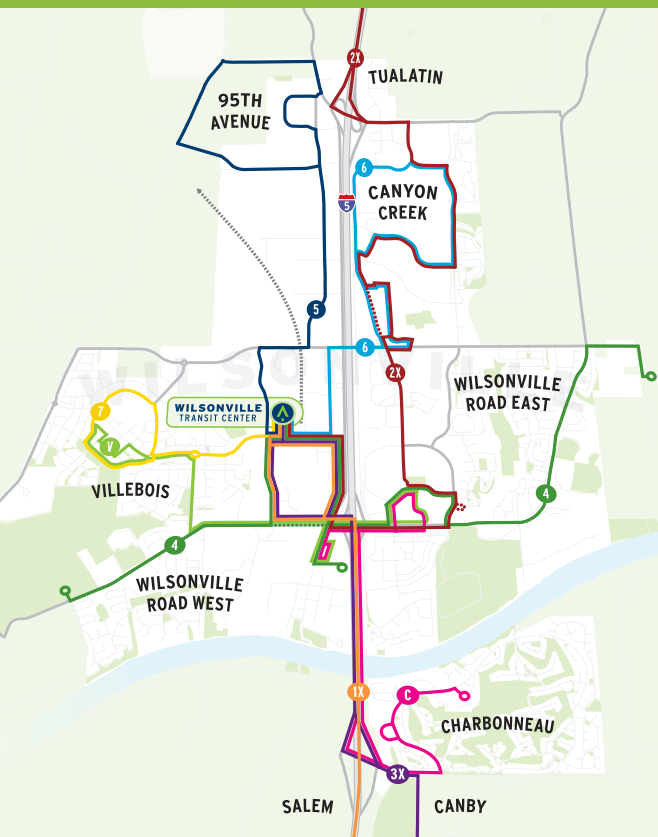 2X
TUALATIN
95TH
AVENUE
6
CANYON
CREEK
5
5
6
WILSONVILLE
2X
WILSONVILLE
ROAD EAST
7
WILSONVILLE
TRANSIT CENTER
V
VILLEBOIS
4
4
WILSONVILLE
ROAD WEST
1X
C
CHARBONNEAU
3X
SALEM
CANBY